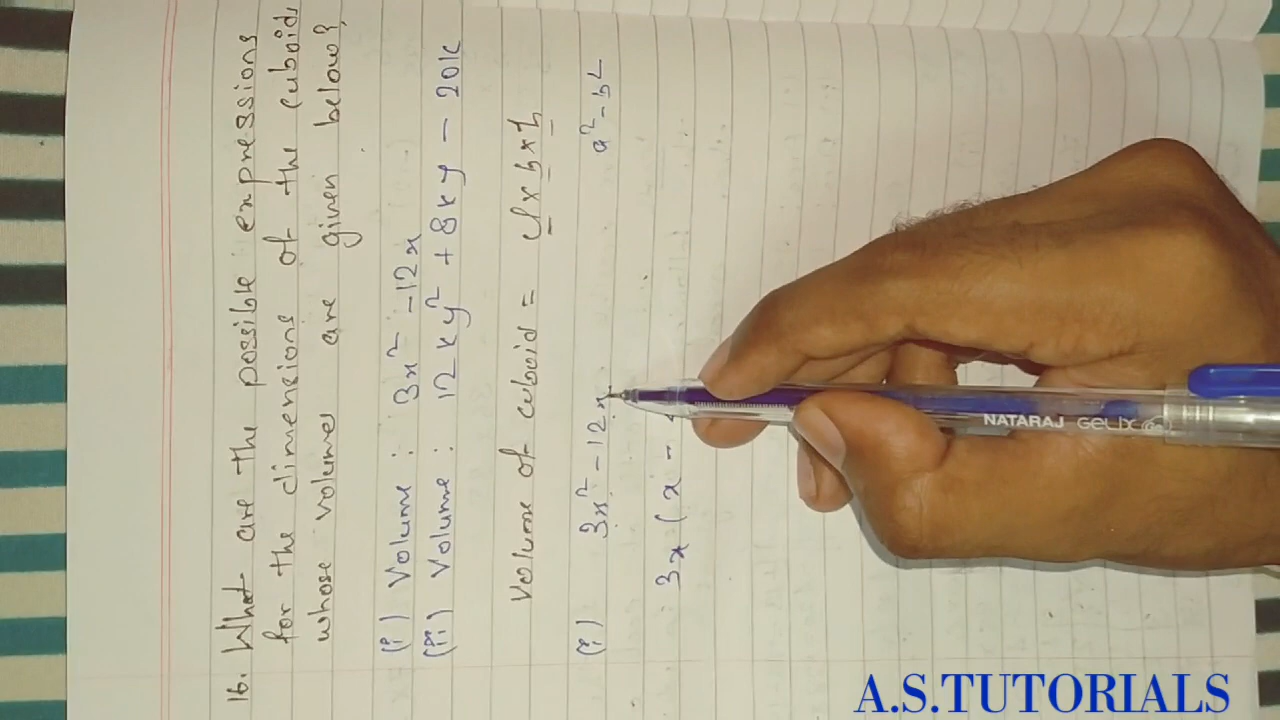 16. What are the possible expressions
for the dimensions of the cuboids
whose volumes are given below?
(i) Volume : 3x² - 12x
(ii) Volume : 12ky² + 8ky - 20k
Volume of cuboid = l x b x h
(i) 3x² - 12x a² - b²
3x (x -
NATARAJ GELIX
A.S.TUTORIALS